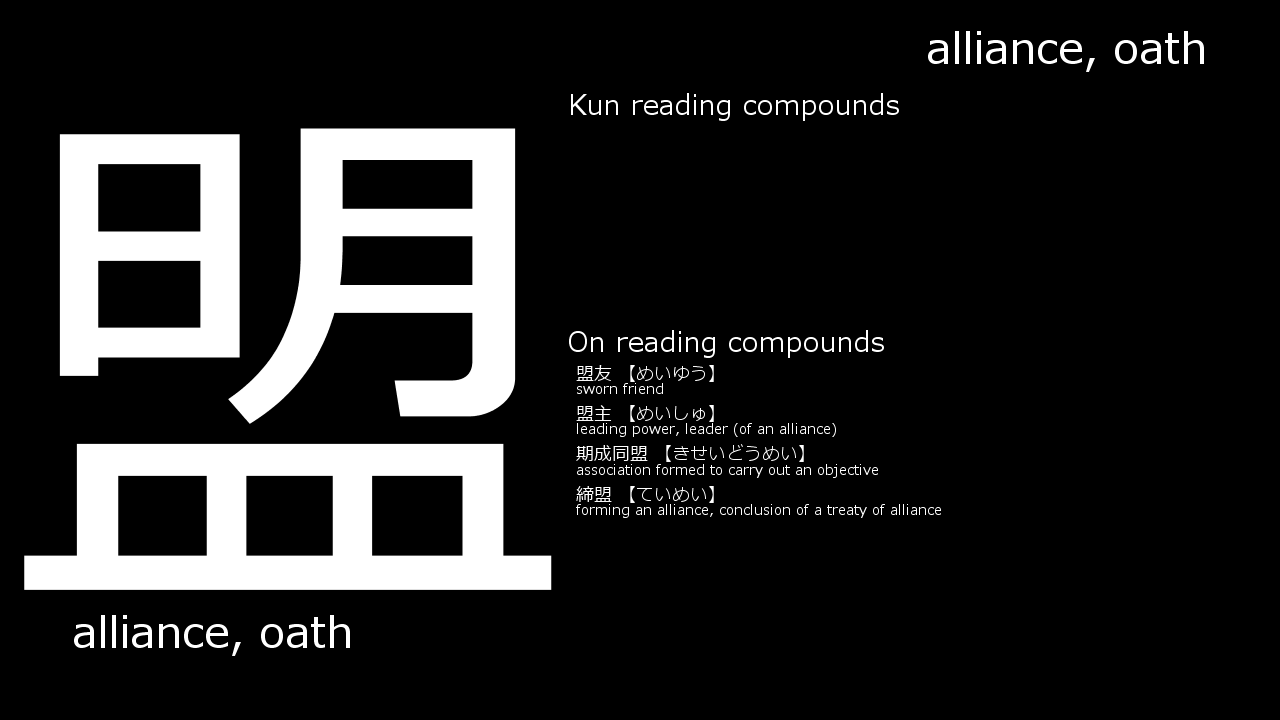 alliance, oath
Kun reading compounds
盟
On reading compounds
盟友 【めいゆう】
sworn friend
盟主 【めいしゅ】
leading power, leader (of an alliance)
期成同盟 【きせいどうめい】
association formed to carry out an objective
締盟 【ていめい】
forming an alliance, conclusion of a treaty of alliance
alliance, oath